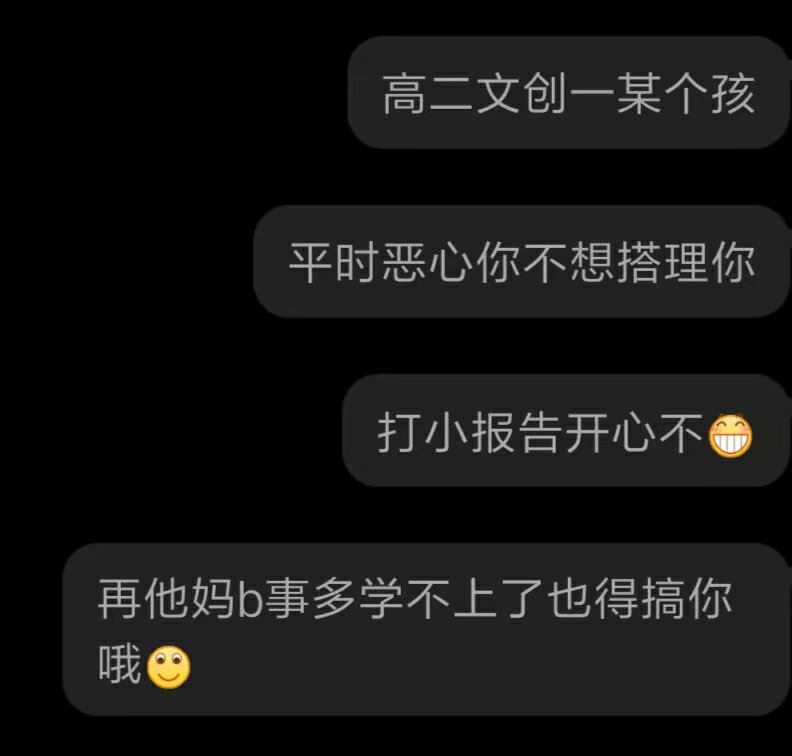 高二文创一某个孩
平时恶心你不想搭理你
打小报告开心不😁
再他妈b事多学不上了也得搞你
哦🙂